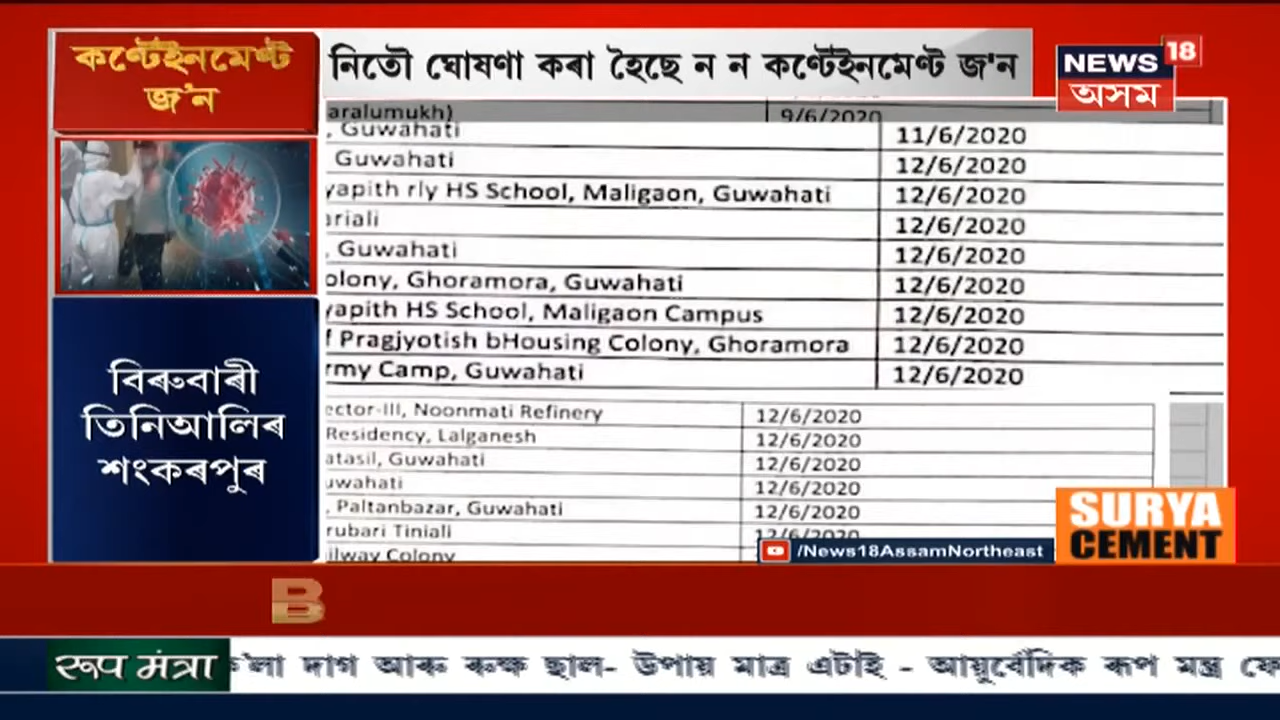 কণ্টেইনমেণ্ট
জ'ন
নিতৌ ঘোষণা কৰা হৈছে ন ন কণ্টেইনমেণ্ট জ'ন
NEWS 18
অসম
aralumukh) 9/6/2020
, Guwahati 11/6/2020
Guwahati 12/6/2020
yapith rly HS School, Maligaon, Guwahati 12/6/2020
ariali 12/6/2020
, Guwahati 12/6/2020
olony, Ghoramora, Guwahati 12/6/2020
yapith HS School, Maligaon Campus 12/6/2020
f Pragjyotish bHousing Colony, Ghoramora 12/6/2020
rmy Camp, Guwahati 12/6/2020
বিৰুবাৰী
তিনিআলিৰ
শংকৰপুৰ
ector-III, Noonmati Refinery 12/6/2020
Residency, Lalganesh 12/6/2020
atasil, Guwahati 12/6/2020
uwahati 12/6/2020
, Paltanbazar, Guwahati 12/6/2020
rubari Tiniali 12/6/2020
ilway Colony
/News18AssamNortheast
SURYA
CEMENT
B
ৰূপ মংত্ৰা
ক'লা দাগ আৰু ৰুক্ষ ছাল- উপায় মাত্ৰ এটাই - আয়ুৰ্বেদিক ৰূপ মন্ত্ৰ ফে